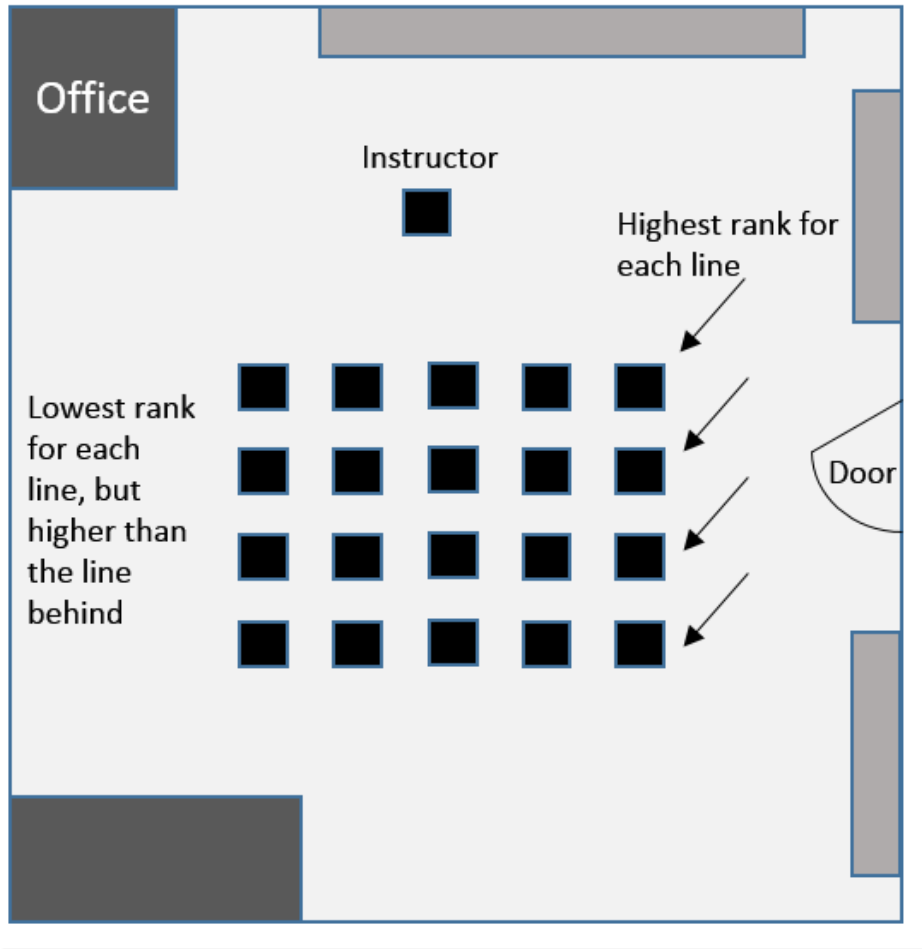 Office
Instructor
Highest rank for
each line
Lowest rank
for each
line, but
higher than
the line
behind
Door